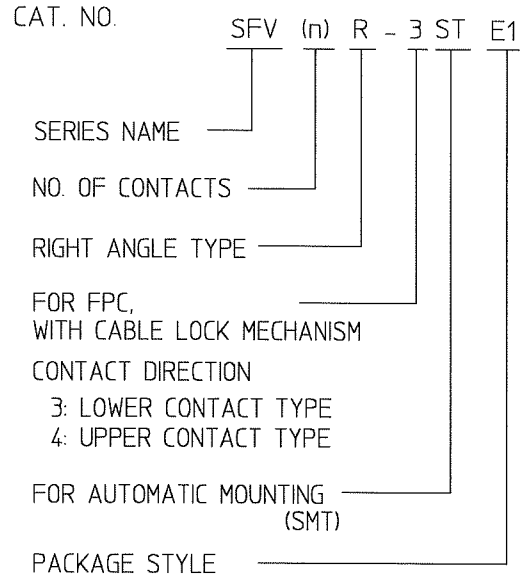 CAT. NO. SFV (n) R - 3 ST E1
SERIES NAME
NO. OF CONTACTS
RIGHT ANGLE TYPE
FOR FPC,
WITH CABLE LOCK MECHANISM
CONTACT DIRECTION
3: LOWER CONTACT TYPE
4: UPPER CONTACT TYPE
FOR AUTOMATIC MOUNTING
(SMT)
PACKAGE STYLE